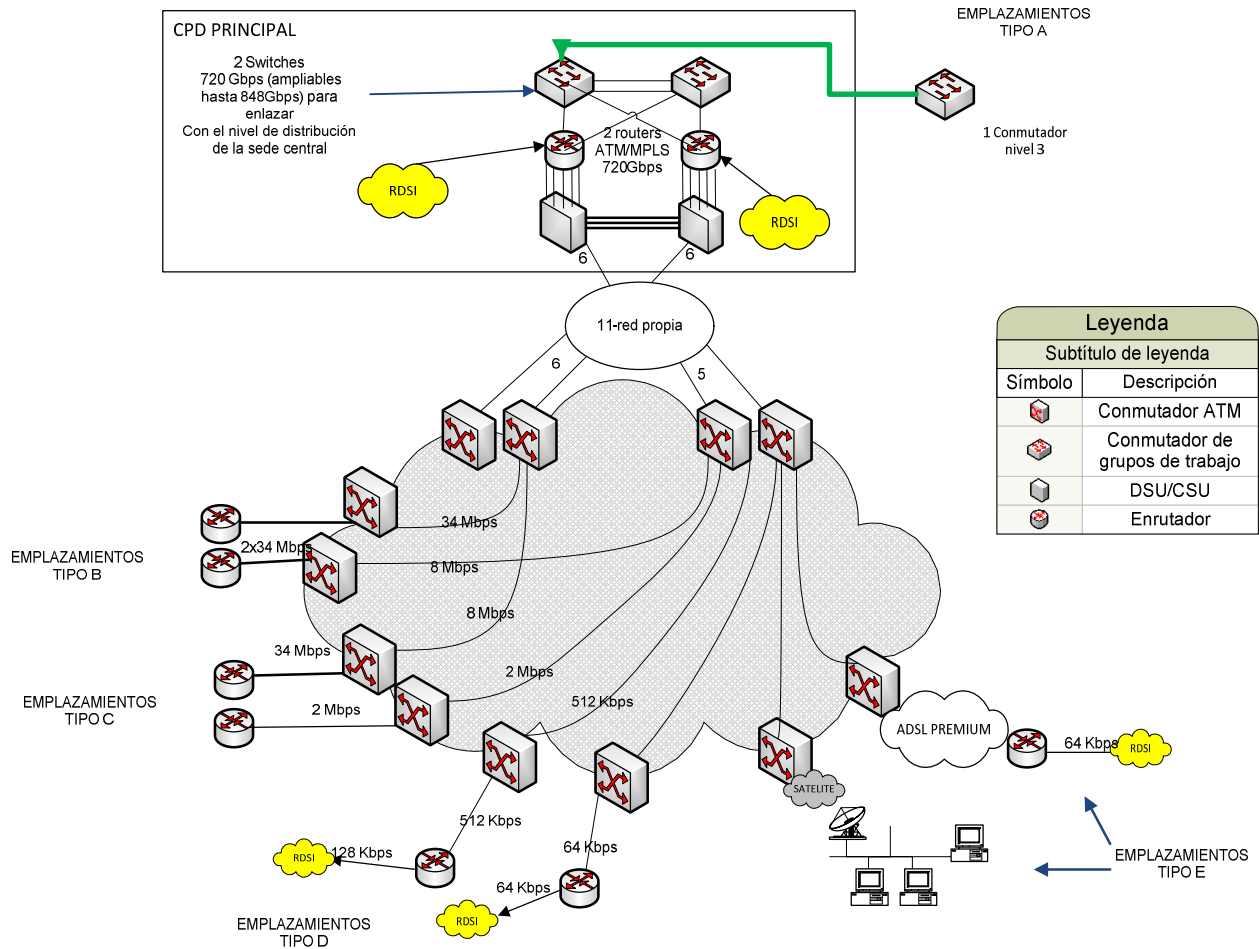 EMPLAZAMIENTOS
TIPO A
CPD PRINCIPAL
2 Switches
720 Gbps (ampliables
hasta 848Gbps) para
enlazar
Con el nivel de distribución
de la sede central
2 routers
ATM/MPLS
720Gbps
1 Conmutador
nivel 3
RDSI
RDSI
6
6
11-red propia
6
5
Leyenda
Subtítulo de leyenda
Símbolo
Descripción
Conmutador ATM
Conmutador de
grupos de trabajo
DSU/CSU
Enrutador
34 Mbps
2x34 Mbps
EMPLAZAMIENTOS
TIPO B
8 Mbps
8 Mbps
34 Mbps
2 Mbps
EMPLAZAMIENTOS
TIPO C
2 Mbps
512 Kbps
ADSL PREMIUM
64 Kbps
RDSI
SATELITE
512 Kbps
64 Kbps
128 Kbps
RDSI
64 Kbps
RDSI
EMPLAZAMIENTOS
TIPO E
EMPLAZAMIENTOS
TIPO D